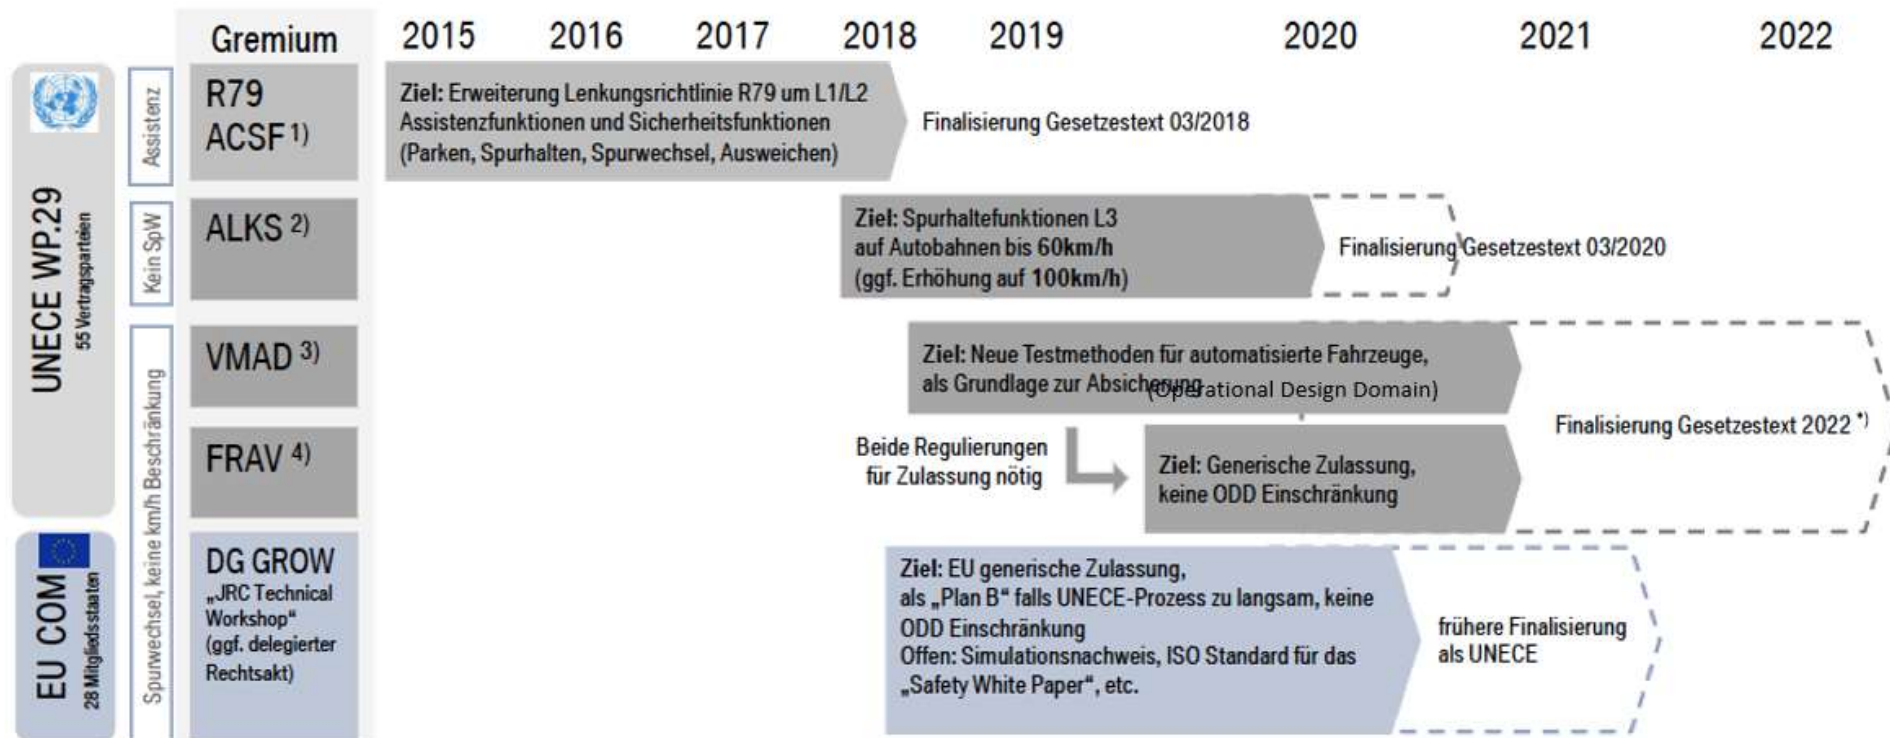 Gremium 2015 2016 2017 2018 2019 2020 2021 2022
UNECE WP.29
55 Vertragsparteien
Assistenz
R79
ACSF 1)
Ziel: Erweiterung Lenkungsrichtlinie R79 um L1/L2
Assistenzfunktionen und Sicherheitsfunktionen
(Parken, Spurhalten, Spurwechsel, Ausweichen)
Finalisierung Gesetzestext 03/2018
Kein SpW
ALKS 2)
Ziel: Spurhaltefunktionen L3
auf Autobahnen bis 60km/h
(ggf. Erhöhung auf 100km/h)
Finalisierung Gesetzestext 03/2020
Spurwechsel, keine km/h Beschränkung
VMAD 3)
Ziel: Neue Testmethoden für automatisierte Fahrzeuge,
als Grundlage zur Absicherung
(Operational Design Domain)
FRAV 4)
Beide Regulierungen
für Zulassung nötig
Ziel: Generische Zulassung,
keine ODD Einschränkung
Finalisierung Gesetzestext 2022 *)
EU COM
28 Mitgliedsstaaten
DG GROW
„JRC Technical
Workshop“
(ggf. delegierter
Rechtsakt)
Ziel: EU generische Zulassung,
als „Plan B“ falls UNECE-Prozess zu langsam, keine
ODD Einschränkung
Offen: Simulationsnachweis, ISO Standard für das
„Safety White Paper“, etc.
frühere Finalisierung
als UNECE